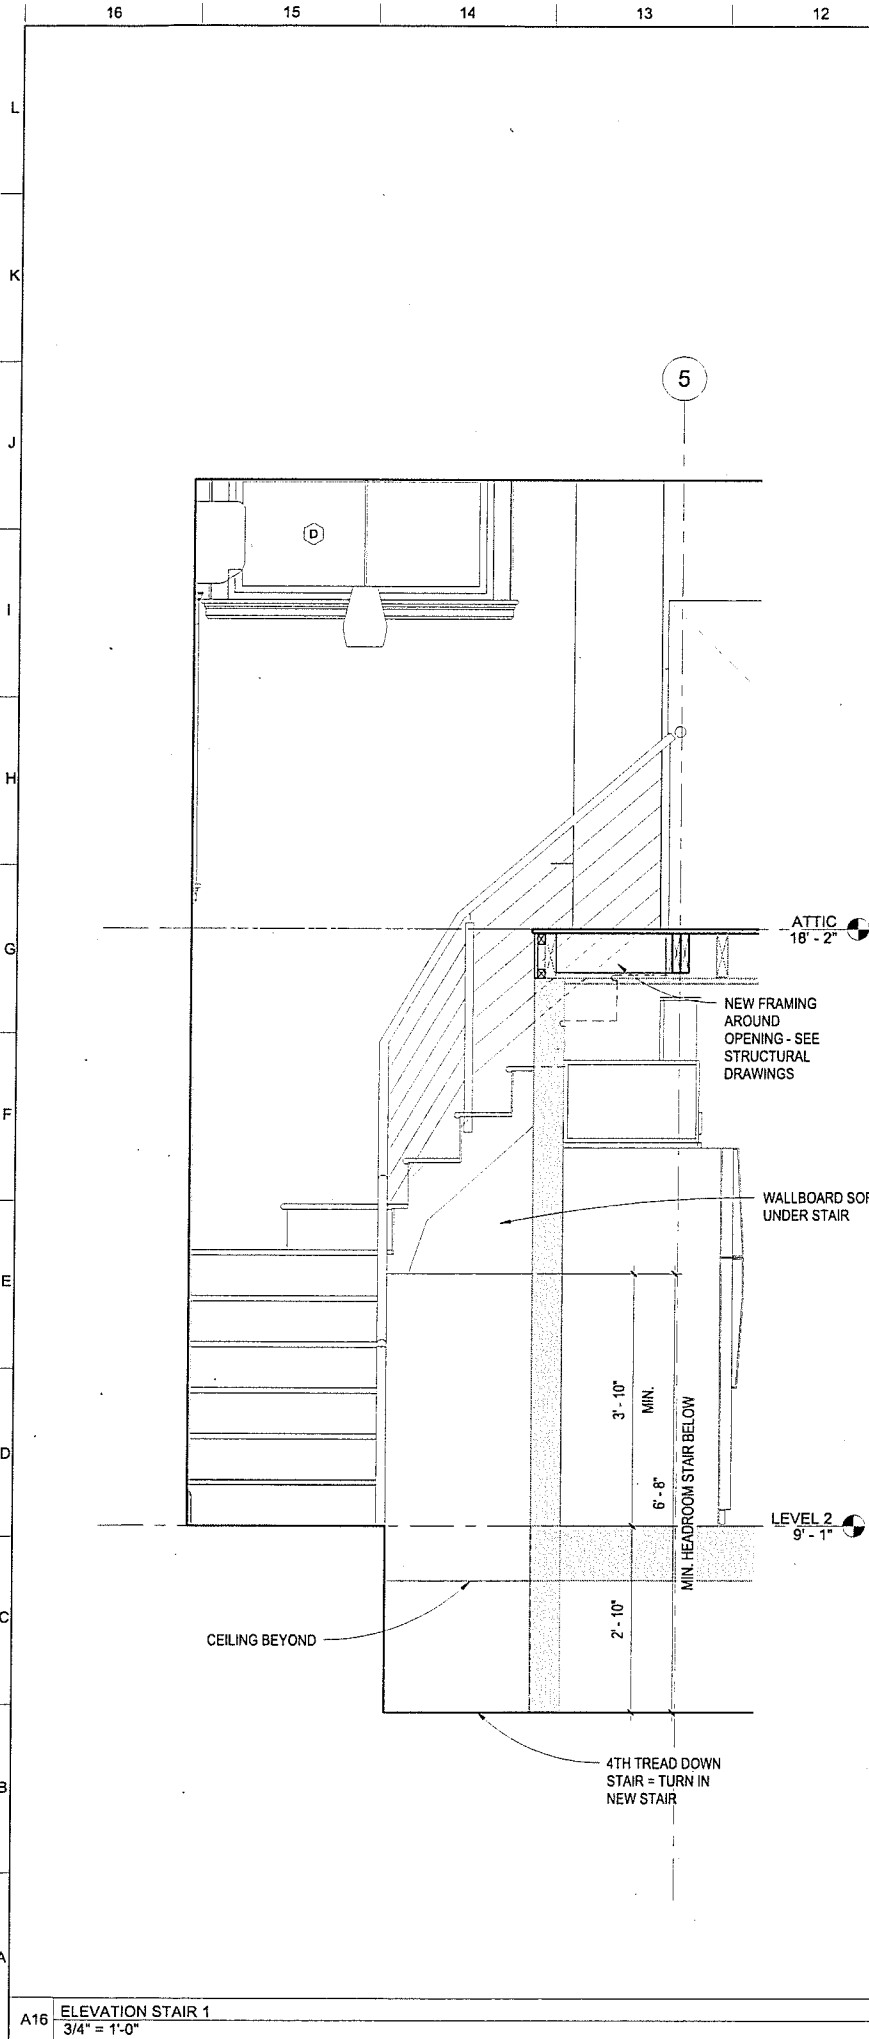 16 15 14 13 12
L
K
5
J
D
I
H
ATTIC
18' - 2"
G
NEW FRAMING
AROUND
OPENING - SEE
STRUCTURAL
DRAWINGS
F
WALLBOARD
UNDER STAIR
E
3' - 10"
MIN.
6' - 8"
MIN. HEADROOM STAIR BELOW
D
LEVEL 2
9' - 1"
2' - 10"
C
CEILING BEYOND
4TH TREAD DOWN
STAIR = TURN IN
NEW STAIR
B
A
A16 ELEVATION STAIR 1
3/4" = 1'-0"